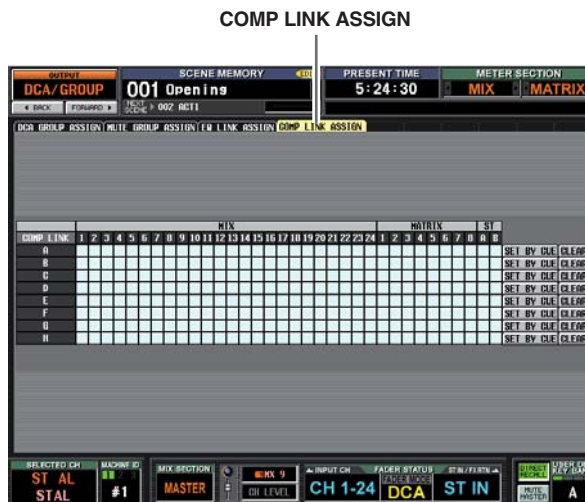 COMP LINK ASSIGN
OUTPUT SCENE MEMORY PRESENT TIME METER SECTION
DCA/GROUP 001 Opening 5:24:30 MIX MATRIX
BACK FORWARD NEXT SCENE 002 ACT1
DCA GROUP ASSIGN MUTE GROUP ASSIGN EQ LINK ASSIGN COMP LINK ASSIGN
MIX MATRIX ST
COMP LINK 1 2 3 4 5 6 7 8 9 10 11 12 13 14 15 16 17 18 19 20 21 22 23 24 1 2 3 4 5 6 7 8 A B
A SET BY CUE CLEAR
B SET BY CUE CLEAR
C SET BY CUE CLEAR
D SET BY CUE CLEAR
E SET BY CUE CLEAR
F SET BY CUE CLEAR
G SET BY CUE CLEAR
H SET BY CUE CLEAR
SELECTED CH MACHINE ID MIX SECTION INPUT CH FADER STATUS ST IN/FX RTN DIRECT RECALL
ST AL 1 2 3 MIX 9 FADER MODE
STAL #1 MASTER CH LEVEL CH 1-24 DCA ST IN MUTE MASTER A